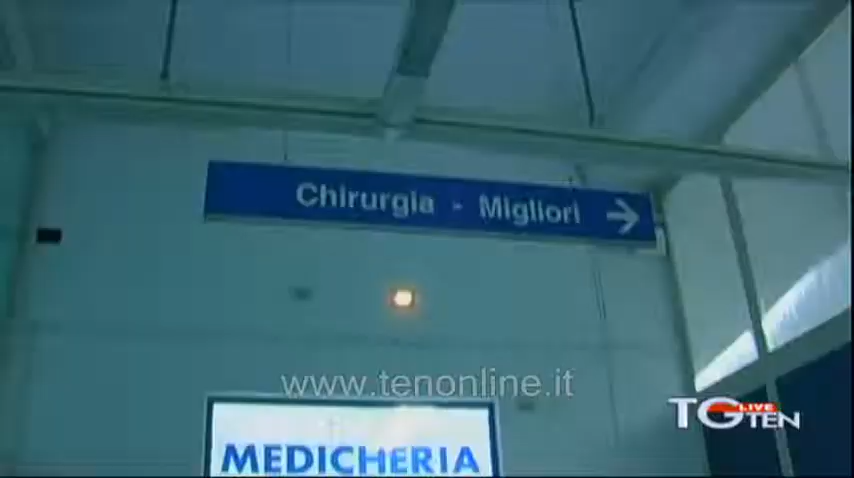 Chirurgia - Migliori →
www.tenonline.it
TG LIVE TEN
MEDICHERIA